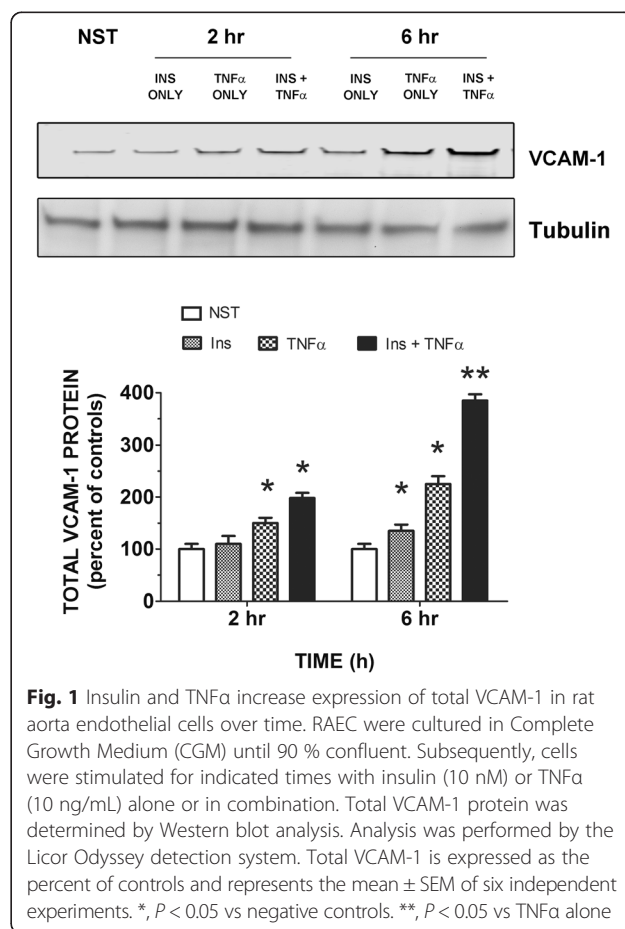 NST
2 hr
6 hr
INS ONLY
TNFα ONLY
INS + TNFα
INS ONLY
TNFα ONLY
INS + TNFα
VCAM-1
Tubulin
NST
Ins
TNFα
Ins + TNFα
TOTAL VCAM-1 PROTEIN
(percent of controls)
400
300
200
100
0
*
*
*
*
**
2 hr
6 hr
TIME (h)
Fig. 1 Insulin and TNFα increase expression of total VCAM-1 in rat
aorta endothelial cells over time. RAEC were cultured in Complete
Growth Medium (CGM) until 90 % confluent. Subsequently, cells
were stimulated for indicated times with insulin (10 nM) or TNFα
(10 ng/mL) alone or in combination. Total VCAM-1 protein was
determined by Western blot analysis. Analysis was performed by the
Licor Odyssey detection system. Total VCAM-1 is expressed as the
percent of controls and represents the mean ± SEM of six independent
experiments. *, P < 0.05 vs negative controls. **, P < 0.05 vs TNFα alone